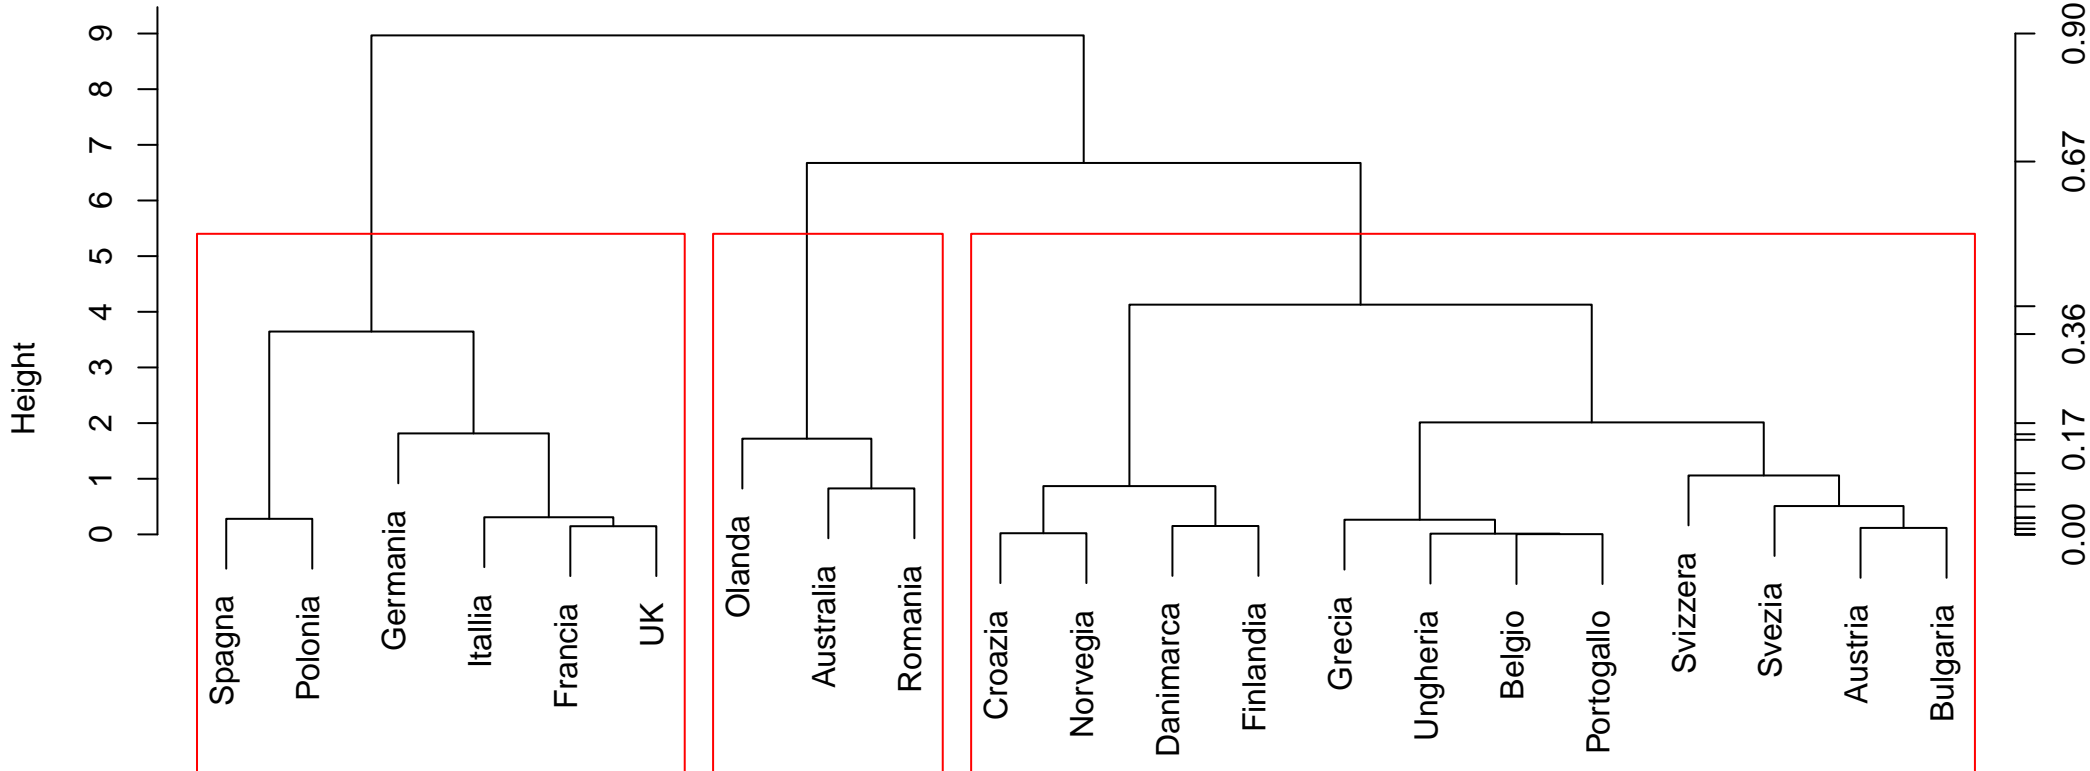 Height
9
8
7
6
5
4
3
2
1
0
Spagna
Polonia
Germania
Itallia
Francia
UK
Olanda
Australia
Romania
Croazia
Norvegia
Danimarca
Finlandia
Grecia
Ungheria
Belgio
Portogallo
Svizzera
Svezia
Austria
Bulgaria
0.90
0.67
0.36
0.17
0.00